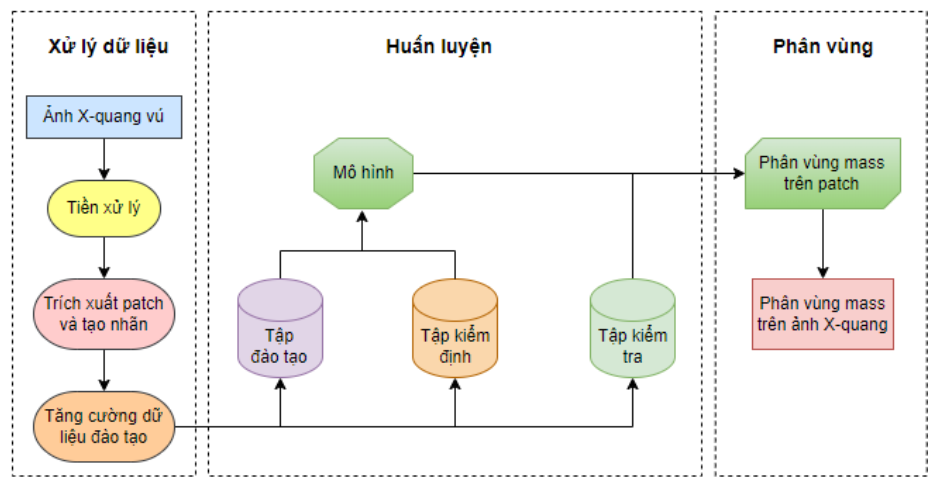 Xử lý dữ liệu
Ảnh X-quang vú
Tiền xử lý
Trích xuất patch
và tạo nhãn
Tăng cường dữ
liệu đảo tạo
Huấn luyện
Mô hình
Tập
đảo tạo
Tập kiểm
định
Tập kiểm
tra
Phân vùng
Phân vùng mass
trên patch
Phân vùng mass
trên ảnh X-quang